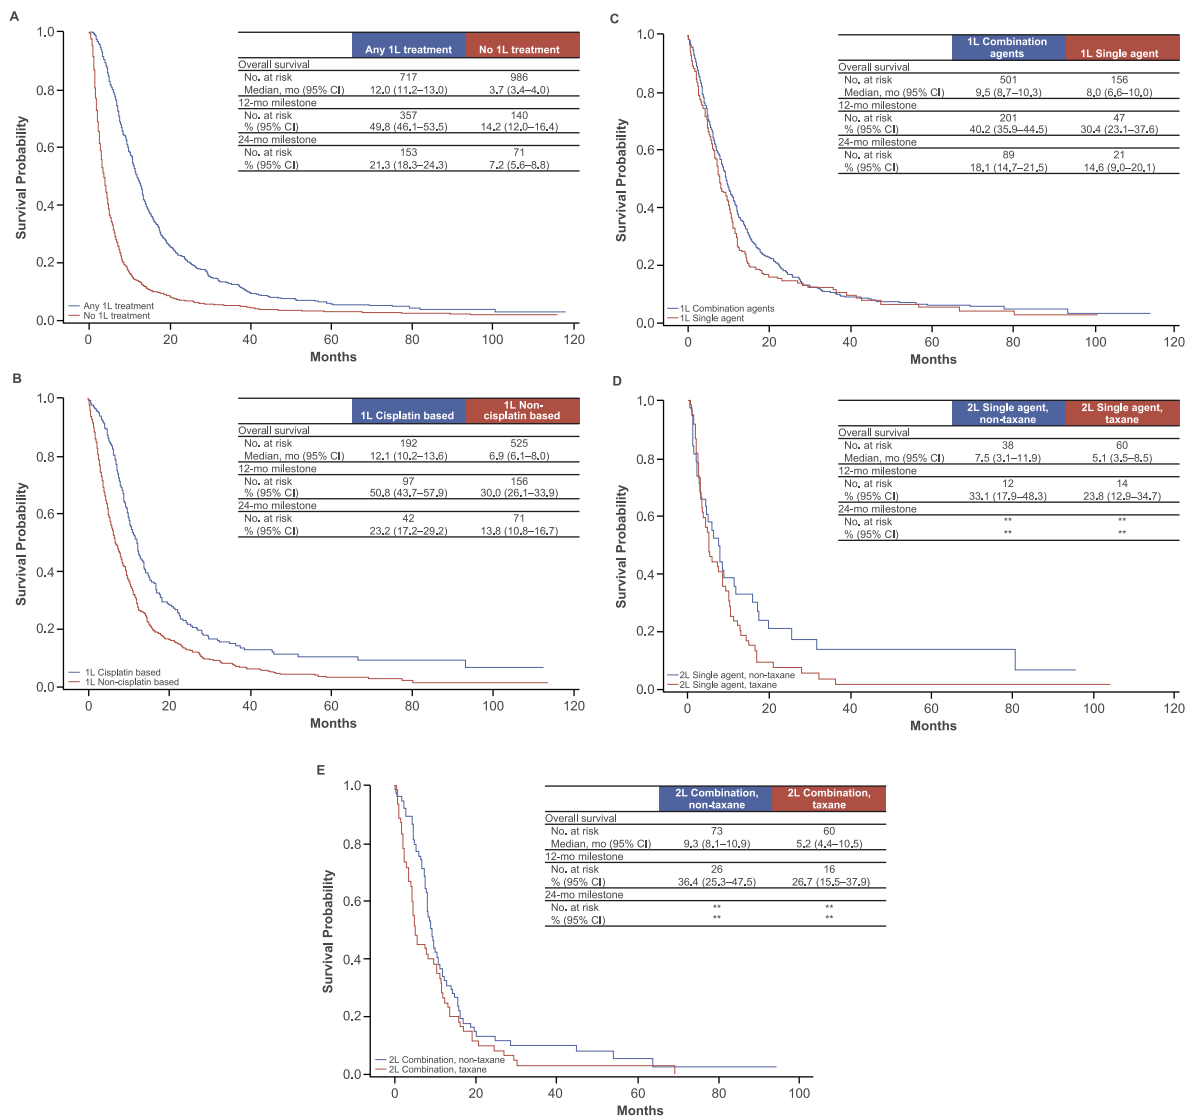 A
1.0
0.8
0.6
0.4
0.2
0.0
Survival Probability
0 20 40 60 80 100 120
Months
Any 1L treatment
No 1L treatment
Any 1L treatment No 1L treatment
Overall survival
No. at risk 717 986
Median, mo (95% CI) 12.0 (11.2–13.0) 3.7 (3.4–4.0)
12-mo milestone
No. at risk 357 140
% (95% CI) 49.8 (46.1–53.5) 14.2 (12.0–16.4)
24-mo milestone
No. at risk 153 71
% (95% CI) 21.3 (18.3–24.3) 7.2 (5.6–8.8)
B
1.0
0.8
0.6
0.4
0.2
0.0
Survival Probability
0 20 40 60 80 100 120
Months
1L Cisplatin based
1L Non-cisplatin based
1L Cisplatin based 1L Non-
cisplatin based
Overall survival
No. at risk 192 525
Median, mo (95% CI) 12.1 (10.2–13.6) 6.9 (6.1–8.0)
12-mo milestone
No. at risk 97 156
% (95% CI) 50.8 (43.7–57.9) 30.0 (26.1–33.9)
24-mo milestone
No. at risk 42 71
% (95% CI) 23.2 (17.2–29.2) 13.8 (10.8–16.7)
C
1.0
0.8
0.6
0.4
0.2
0.0
Survival Probability
0 20 40 60 80 100 120
Months
1L Combination agents
1L Single agent
1L Combination
agents 1L Single agent
Overall survival
No. at risk 501 156
Median, mo (95% CI) 9.5 (8.7–10.3) 8.0 (6.6–10.0)
12-mo milestone
No. at risk 201 47
% (95% CI) 40.2 (35.9–44.5) 30.4 (23.1–37.6)
24-mo milestone
No. at risk 89 21
% (95% CI) 18.1 (14.7–21.5) 14.6 (9.0–20.1)
D
1.0
0.8
0.6
0.4
0.2
0.0
Survival Probability
0 20 40 60 80 100 120
Months
2L Single agent, non-taxane
2L Single agent, taxane
2L Single agent, 2L Single agent,
non-taxane taxane
Overall survival
No. at risk 38 60
Median, mo (95% CI) 7.5 (3.1–11.9) 5.1 (3.5–8.5)
12-mo milestone
No. at risk 12 14
% (95% CI) 33.1 (17.9–48.3) 23.8 (12.9–34.7)
24-mo milestone
No. at risk ** **
% (95% CI) ** **
E
1.0
0.8
0.6
0.4
0.2
0.0
Survival Probability
0 20 40 60 80 100
Months
2L Combination, non-taxane
2L Combination, taxane
2L Combination, 2L Combination,
non-taxane taxane
Overall survival
No. at risk 73 60
Median, mo (95% CI) 9.3 (8.1–10.9) 5.2 (4.4–10.5)
12-mo milestone
No. at risk 26 16
% (95% CI) 36.4 (25.3–47.5) 26.7 (15.5–37.9)
24-mo milestone
No. at risk ** **
% (95% CI) ** **